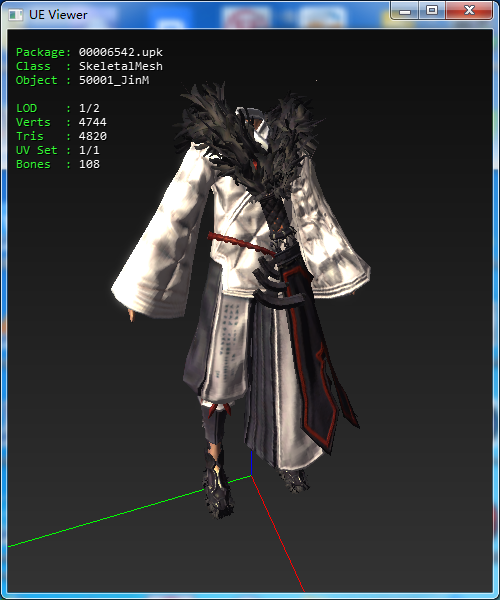 UE Viewer
Package: 00006542.upk
Class : SkeletalMesh
Object : 50001_JinM
LOD : 1/2
Verts : 4744
Tris : 4820
UV Set : 1/1
Bones : 108